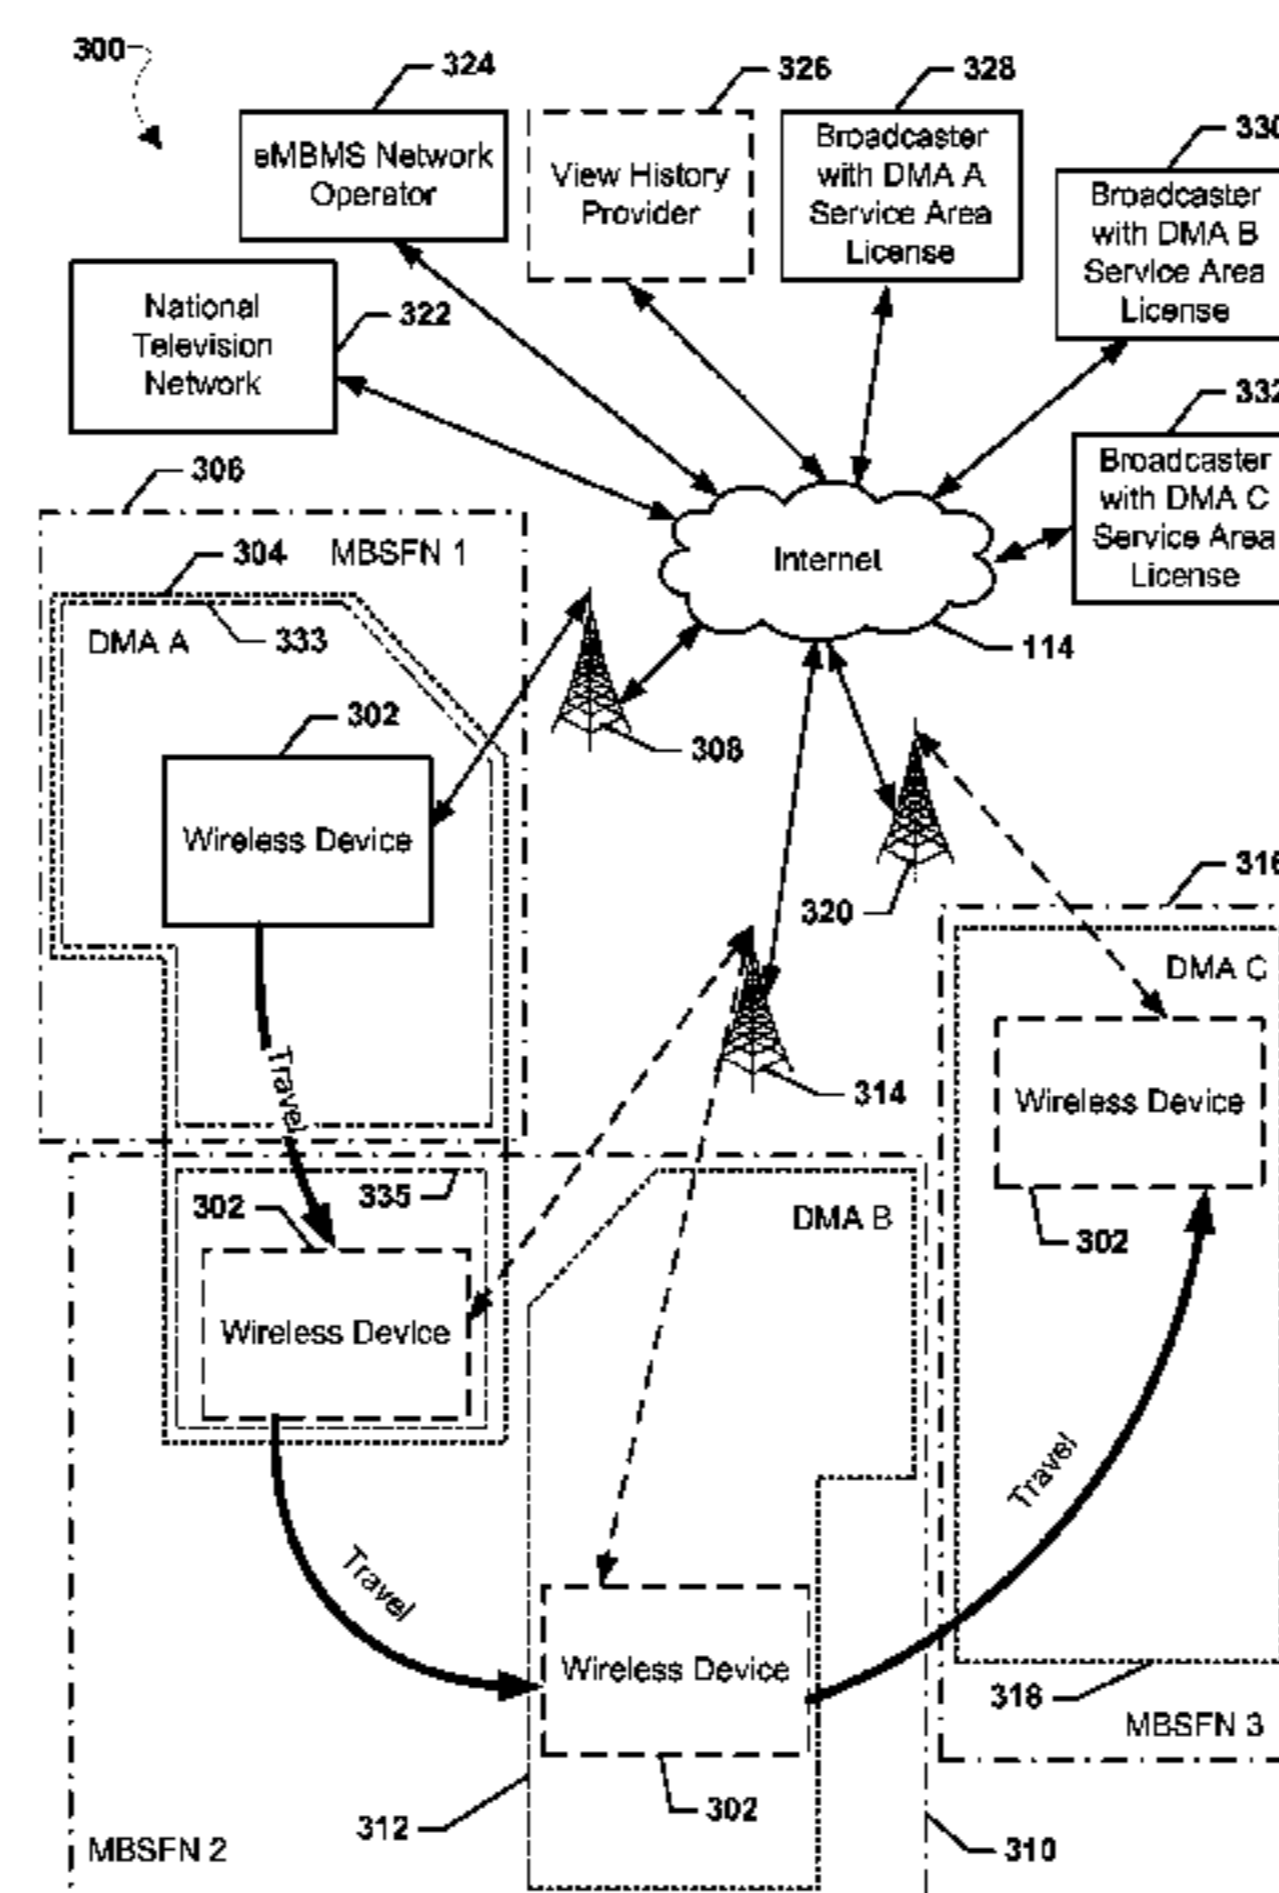 300
324
326
328
330
eMBMS Network
Operator
View History
Provider
Broadcaster
with DMA A
Service Area
License
Broadcaster
with DMA B
Service Area
License
National
Television
Network
322
332
Broadcaster
with DMA C
Service Area
License
306
304
MBSFN 1
Internet
DMA A
333
114
302
308
Wireless Device
320
316
DMA C
314
Wireless Device
Travel
335
302
DMA B
302
Wireless Device
Travel
Travel
Wireless Device
318
MBSFN 3
302
312
MBSFN 2
310